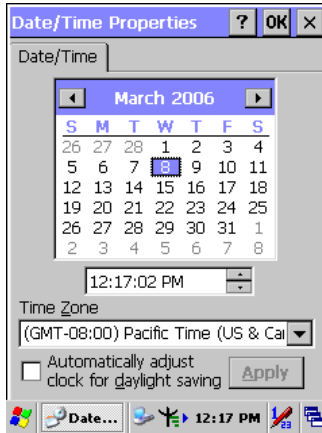 Date/Time Properties ? OK ×
Date/Time
March 2006
S M T W T F S
26 27 28 1 2 3 4
5 6 7 8 9 10 11
12 13 14 15 16 17 18
19 20 21 22 23 24 25
26 27 28 29 30 31 1
2 3 4 5 6 7 8
12:17:02 PM
Time Zone
(GMT-08:00) Pacific Time (US & Ca
Automatically adjust
clock for daylight saving
Apply
Date... 12:17 PM